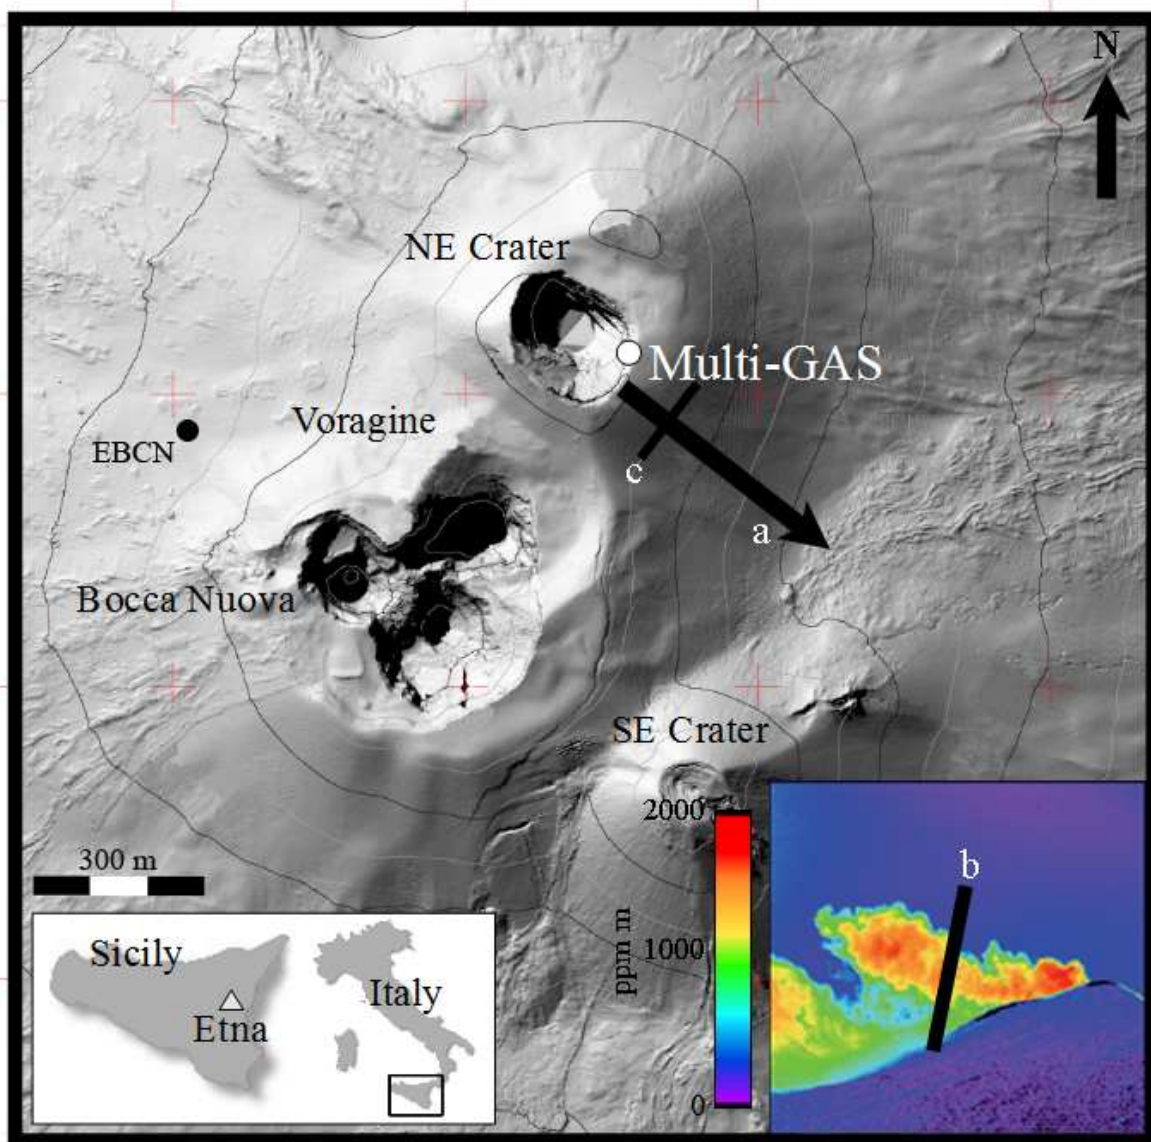 N
NE Crater
Multi-GAS
Voragine
EBCN
c
a
Bocca Nuova
SE Crater
2000
300 m
b
ppm m
1000
Sicily
Italy
Etna
0